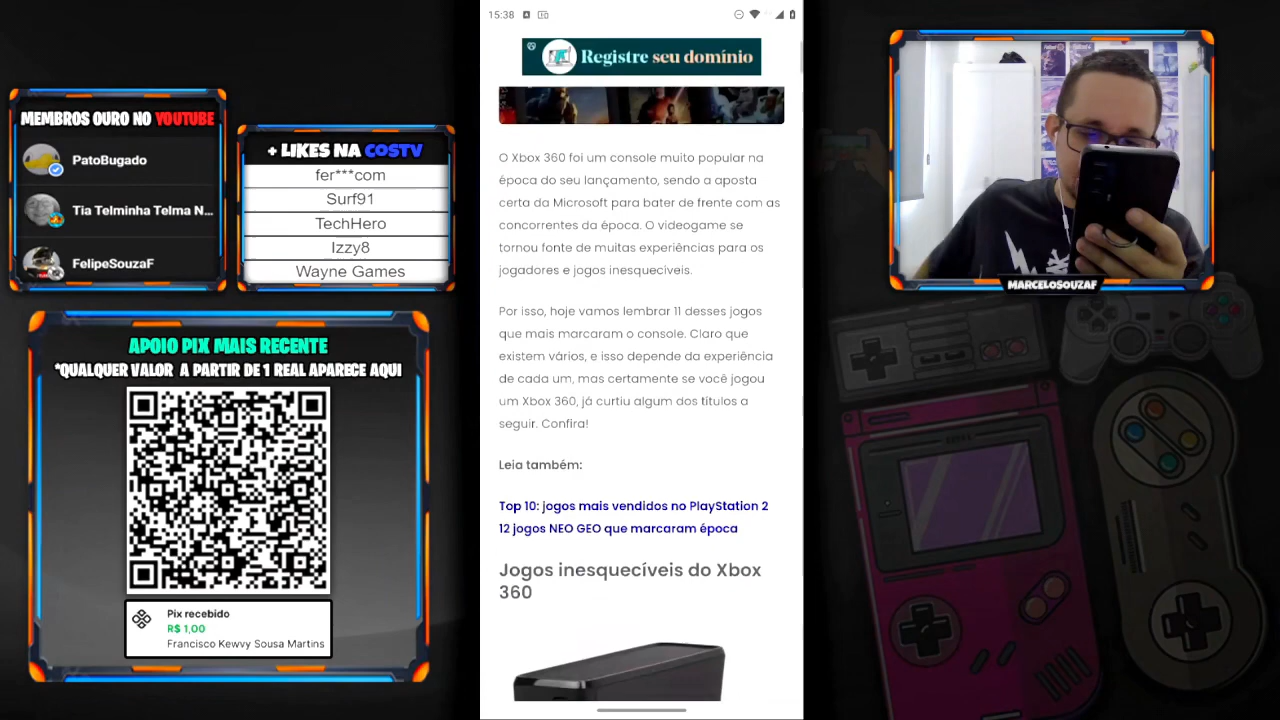 MEMBROS OURO NO YOUTUBE
PatoBugado
Tia Telminha Telma N...
FelipeSouzaF
+ LIKES NA COSTV
fer***com
Surf91
TechHero
Izzy8
Wayne Games
APOIO PIX MAIS RECENTE
*QUALQUER VALOR A PARTIR DE 1 REAL APARECE AQUI
Pix recebido
R$ 1,00
Francisco Kewvy Sousa Martins
15:38
Registre seu domínio
O Xbox 360 foi um console muito popular na
época do seu lançamento, sendo a aposta
certa da Microsoft para bater de frente com as
concorrentes da época. O videogame se
tornou fonte de muitas experiências para os
jogadores e jogos inesquecíveis.
Por isso, hoje vamos lembrar 11 desses jogos
que mais marcaram o console. Claro que
existem vários, e isso depende da experiência
de cada um, mas certamente se você jogou
um Xbox 360, já curtiu algum dos títulos a
seguir. Confira!
Leia também:
Top 10: jogos mais vendidos no PlayStation 2
12 jogos NEO GEO que marcaram época
Jogos inesquecíveis do Xbox
360
MARCELOSOUZAF